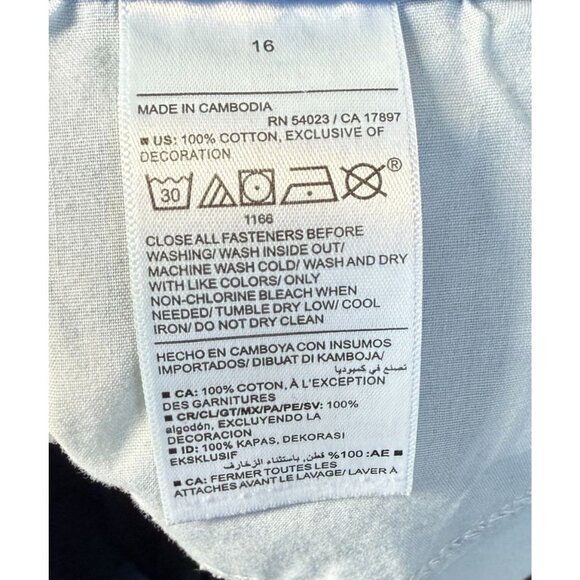 16
MADE IN CAMBODIA
RN 54023 / CA 17897
■ US: 100% COTTON, EXCLUSIVE OF
DECORATION
30 ®
1166
CLOSE ALL FASTENERS BEFORE
WASHING/ WASH INSIDE OUT/
MACHINE WASH COLD/ WASH AND DRY
WITH LIKE COLORS/ ONLY
NON-CHLORINE BLEACH WHEN
NEEDED/ TUMBLE DRY LOW/ COOL
IRON/ DO NOT DRY CLEAN
HECHO EN CAMBOYA CON INSUMOS
IMPORTADOS/ DIBUAT DI KAMBOJA/
تصنع في كمبوديا
■ CA: 100% COTON, À L'EXCEPTION
DES GARNITURES
■ CR/CL/GT/MX/PA/PE/SV: 100%
algodón, EXCLUYENDO LA
DECORACIÓN
■ ID: 100% KAPAS, DEKORASI
EKSKLUSIF
■ AE: 100% قطن, باستثناء الزخارف
■ CA: FERMER TOUTES LES
ATTACHES AVANT LE LAVAGE/ LAVER À